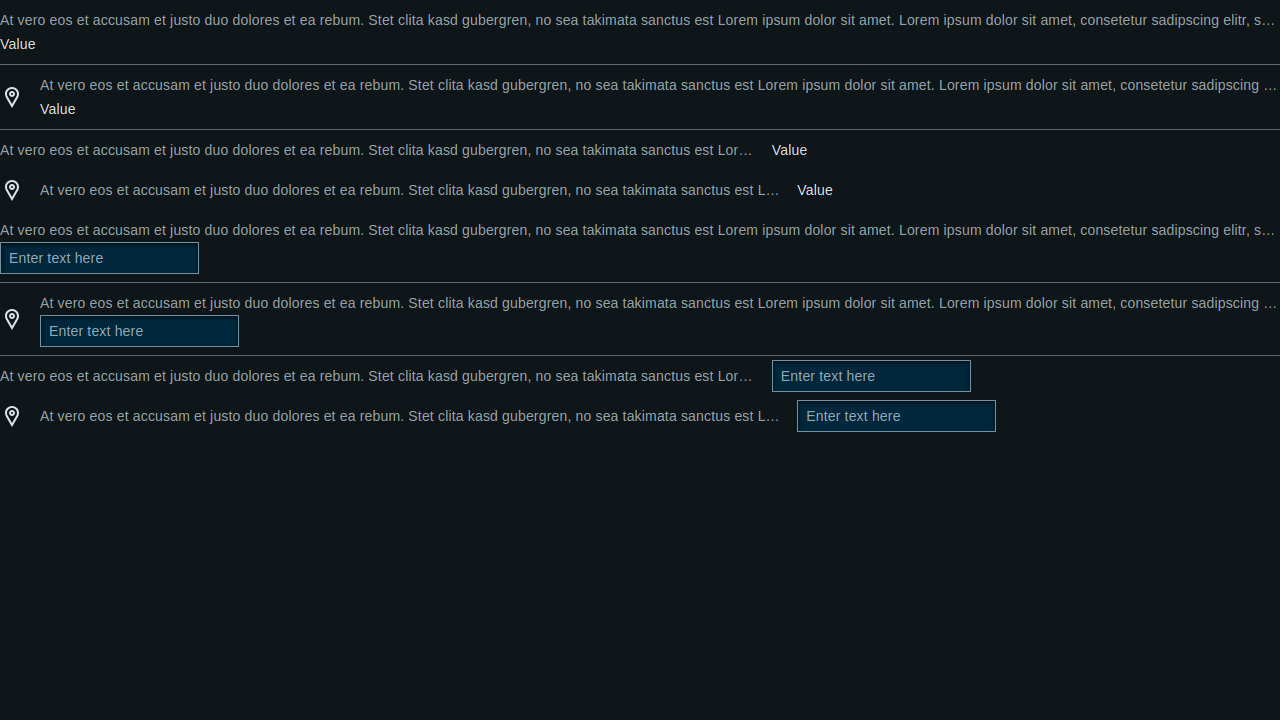 At vero eos et accusam et justo duo dolores et ea rebum. Stet clita kasd gubergren, no sea takimata sanctus est Lorem ipsum dolor sit amet. Lorem ipsum dolor sit amet, consetetur sadipscing elitr, s…
Value
At vero eos et accusam et justo duo dolores et ea rebum. Stet clita kasd gubergren, no sea takimata sanctus est Lorem ipsum dolor sit amet. Lorem ipsum dolor sit amet, consetetur sadipscing …
Value
At vero eos et accusam et justo duo dolores et ea rebum. Stet clita kasd gubergren, no sea takimata sanctus est Lor… Value
At vero eos et accusam et justo duo dolores et ea rebum. Stet clita kasd gubergren, no sea takimata sanctus est L… Value
At vero eos et accusam et justo duo dolores et ea rebum. Stet clita kasd gubergren, no sea takimata sanctus est Lorem ipsum dolor sit amet. Lorem ipsum dolor sit amet, consetetur sadipscing elitr, s…
Enter text here
At vero eos et accusam et justo duo dolores et ea rebum. Stet clita kasd gubergren, no sea takimata sanctus est Lorem ipsum dolor sit amet. Lorem ipsum dolor sit amet, consetetur sadipscing …
Enter text here
At vero eos et accusam et justo duo dolores et ea rebum. Stet clita kasd gubergren, no sea takimata sanctus est Lor… Enter text here
At vero eos et accusam et justo duo dolores et ea rebum. Stet clita kasd gubergren, no sea takimata sanctus est L… Enter text here